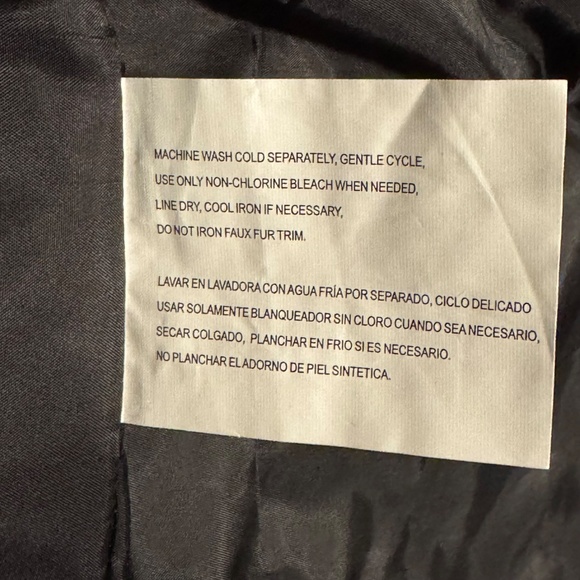 MACHINE WASH COLD SEPARATELY, GENTLE CYCLE,
USE ONLY NON-CHLORINE BLEACH WHEN NEEDED,
LINE DRY, COOL IRON IF NECESSARY,
DO NOT IRON FAUX FUR TRIM.
LAVAR EN LAVADORA CON AGUA FRÍA POR SEPARADO, CICLO DELICADO
USAR SOLAMENTE BLANQUEADOR SIN CLORO CUANDO SEA NECESARIO,
SECAR COLGADO, PLANCHAR EN FRIO SI ES NECESARIO.
NO PLANCHAR EL ADORNO DE PIEL SINTETICA.